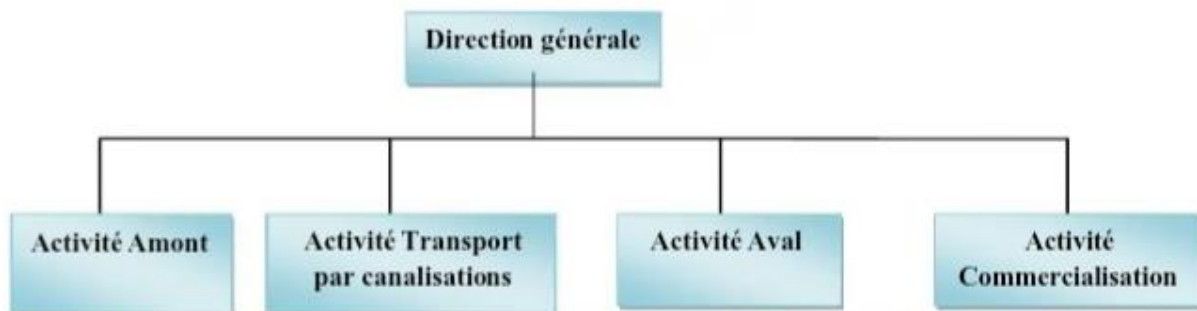 Direction générale
Activité Amont
Activité Transport
par canalisations
Activité Aval
Activité
Commercialisation